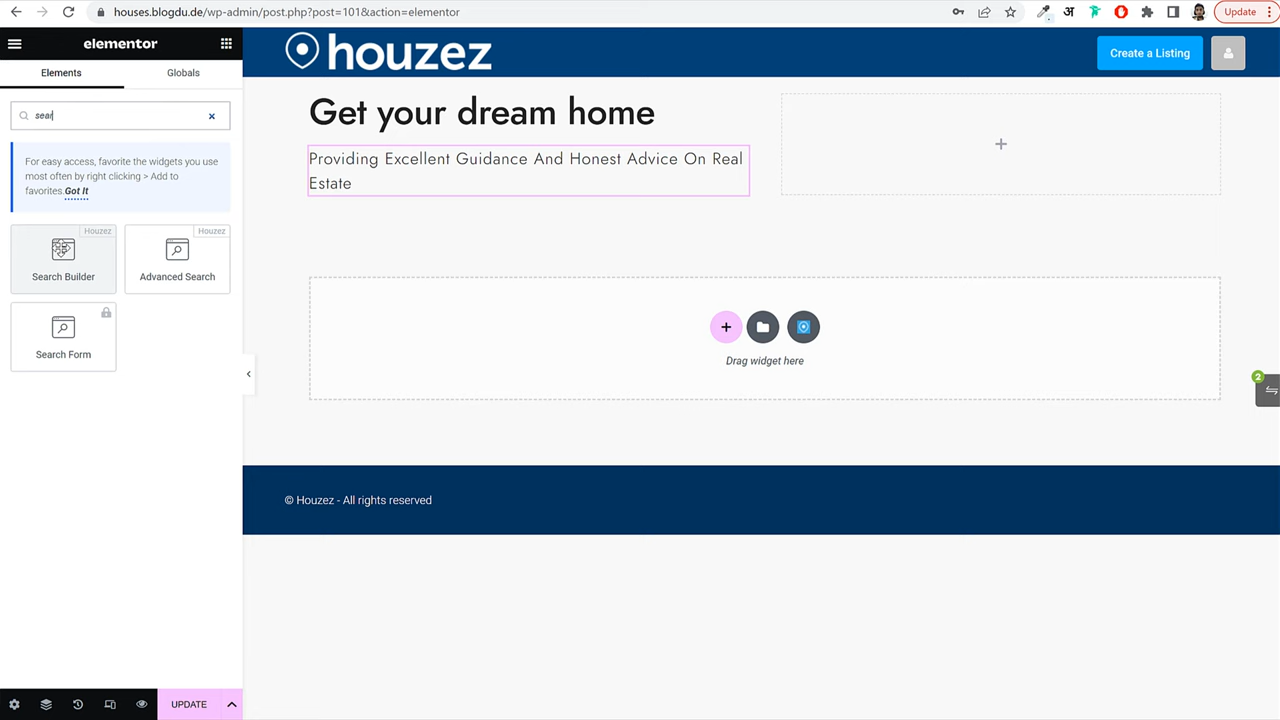 houses.blogdu.de/wp-admin/post.php?post=101&action=elementor
अ
Update
elementor
Elements
Globals
sear
For easy access, favorite the widgets you use
most often by right clicking > Add to
favorites.Got It
Houzez
Search Builder
Houzez
Advanced Search
Search Form
UPDATE
houzez
Create a Listing
Get your dream home
Providing Excellent Guidance And Honest Advice On Real
Estate
Drag widget here
2
© Houzez - All rights reserved